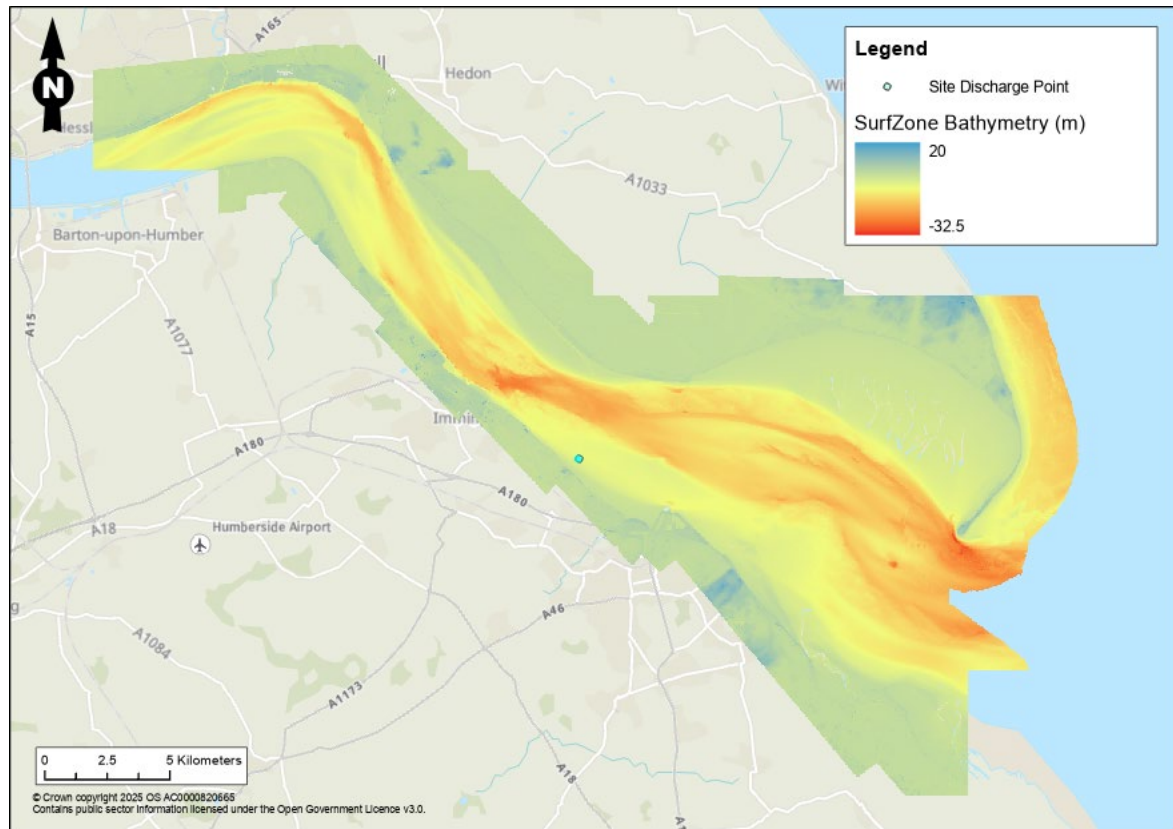 N
A165
Hedon
Legend
Site Discharge Point
SurfZone Bathymetry (m)
20
-32.5
A1033
Barton-upon-Humber
A15
A1077
A180
A180
A18
Humberside Airport
A46
A1084
A1173
A18
0 2.5 5 Kilometers
© Crown copyright 2025 OS AC0000820665
Contains public sector information licensed under the Open Government Licence v3.0.